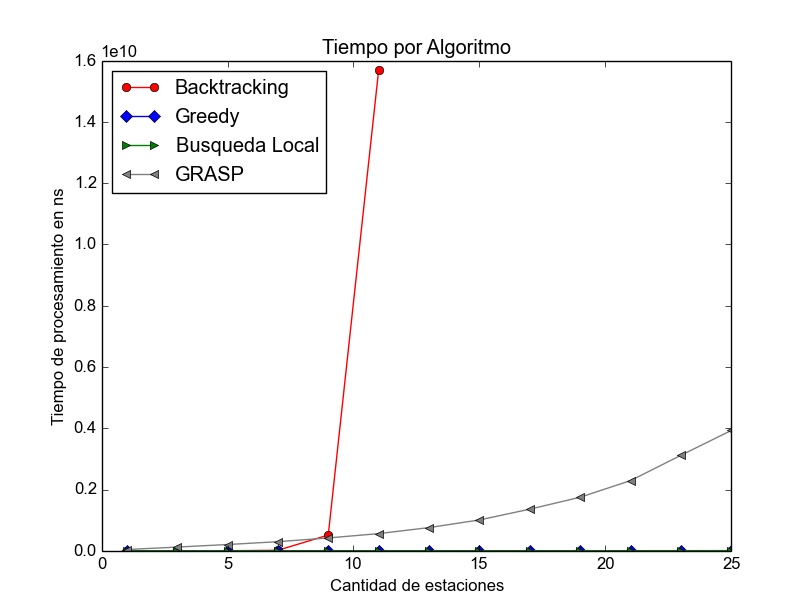 Tiempo por Algoritmo
1e10
Backtracking
Greedy
Busqueda Local
GRASP
Tiempo de procesamiento en ns
1.6
1.4
1.2
1.0
0.8
0.6
0.4
0.2
0.0
0 5 10 15 20 25
Cantidad de estaciones